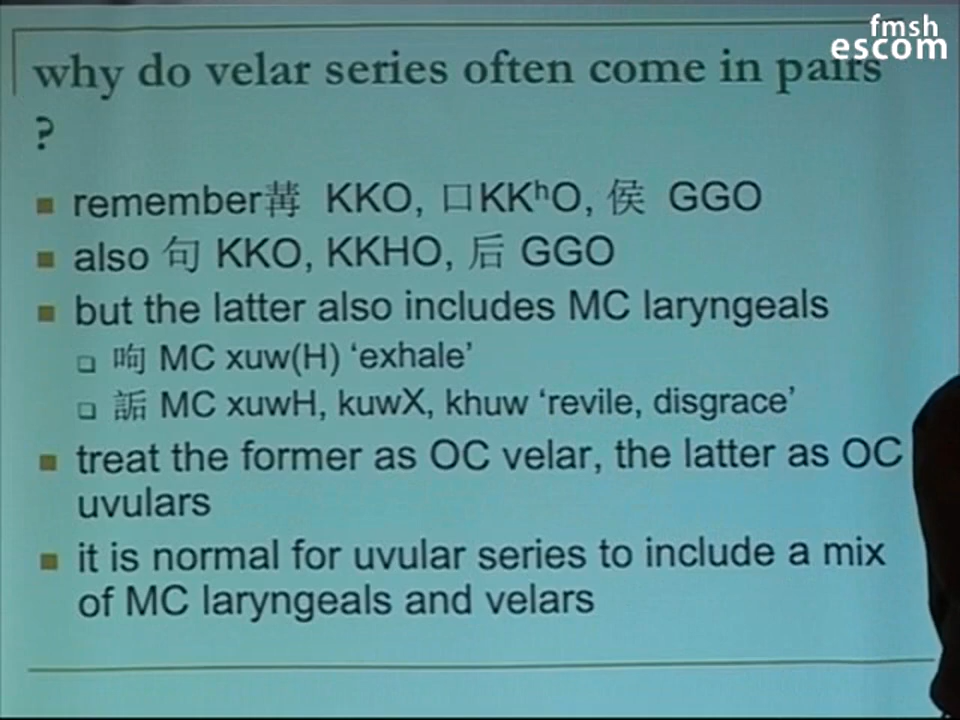 fmsh
escom
why do velar series often come in pairs
?
remember冓 KKO, 口KKʰO, 侯 GGO
also 句 KKO, KKHO, 后 GGO
but the latter also includes MC laryngeals
呴 MC xuw(H) ‘exhale’
詬 MC xuwH, kuwX, khuw ‘revile, disgrace’
treat the former as OC velar, the latter as OC
uvulars
it is normal for uvular series to include a mix
of MC laryngeals and velars